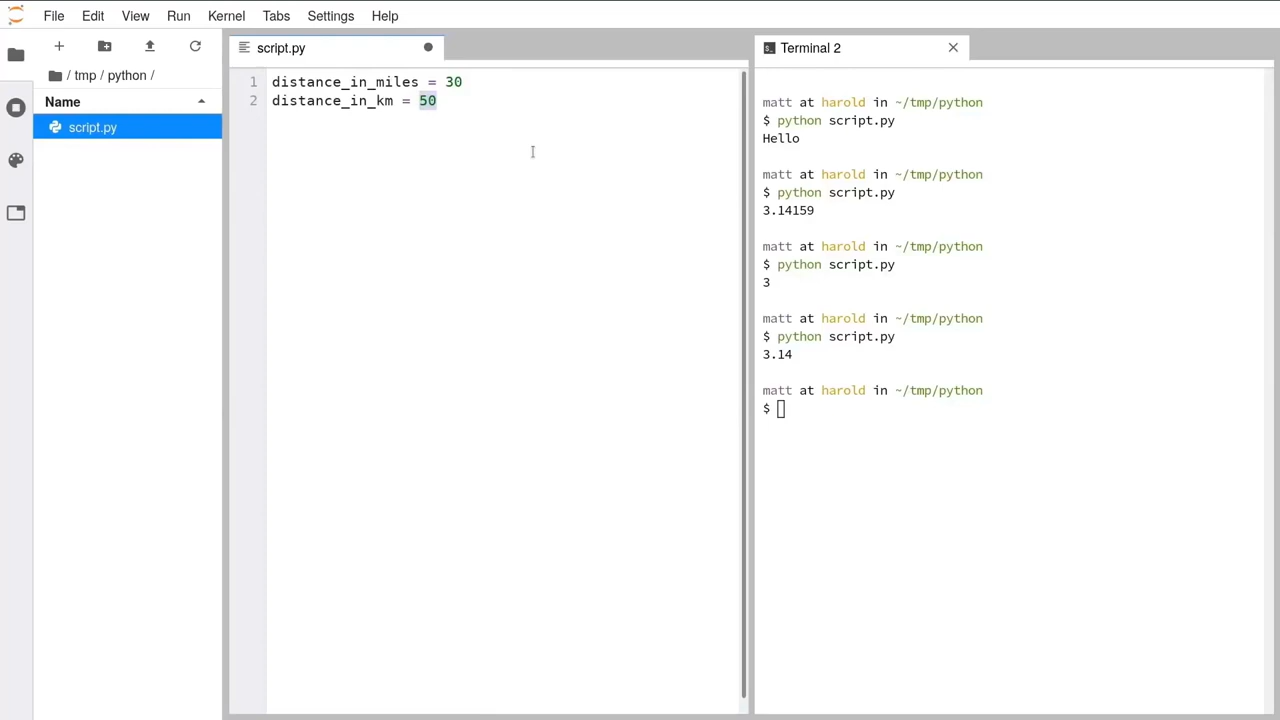 File Edit View Run Kernel Tabs Settings Help
script.py
Terminal 2
/ tmp / python /
Name
script.py
1 distance_in_miles = 30
2 distance_in_km = 50
matt at harold in ~/tmp/python
$ python script.py
Hello
matt at harold in ~/tmp/python
$ python script.py
3.14159
matt at harold in ~/tmp/python
$ python script.py
3
matt at harold in ~/tmp/python
$ python script.py
3.14
matt at harold in ~/tmp/python
$